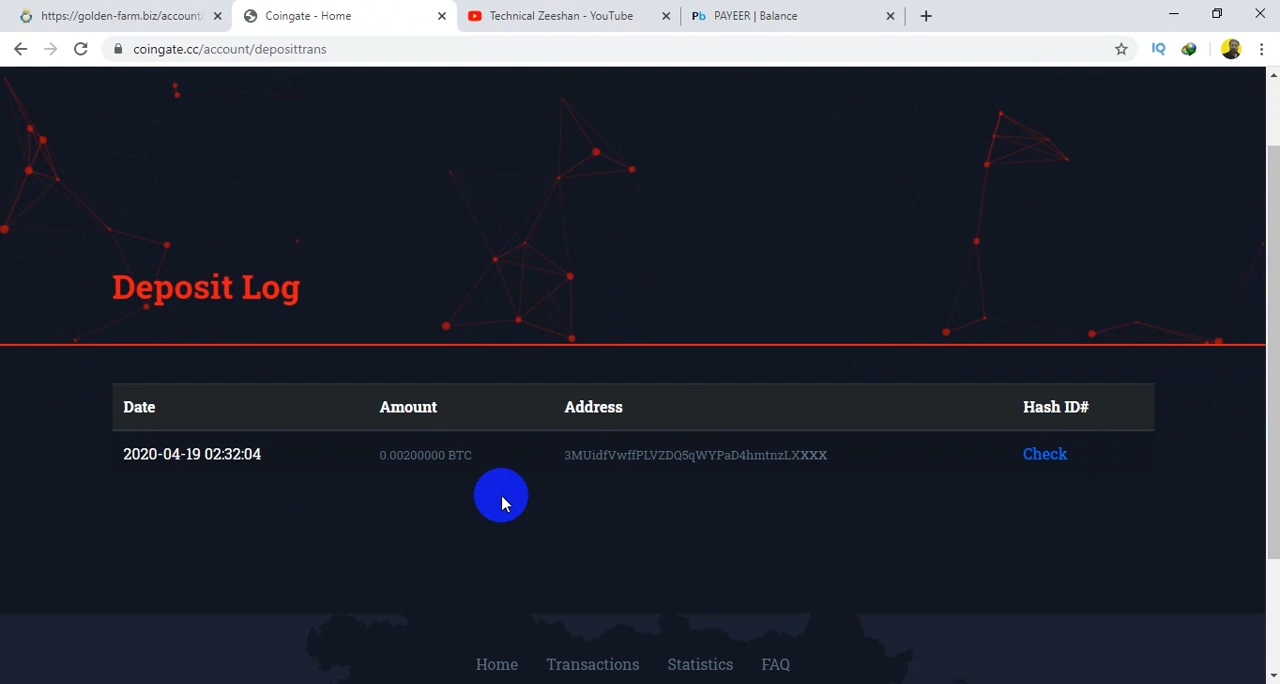 https://golden-farm.biz/account/
Coingate - Home
Technical Zeeshan - YouTube
Pb PAYEER | Balance
coingate.cc/account/deposittrans
IQ
Deposit Log
Date Amount Address Hash ID#
2020-04-19 02:32:04 0.00200000 BTC 3MUidfVwffPLVZDQ5qWYPaD4hmtnzLXXXX Check
Home Transactions Statistics FAQ